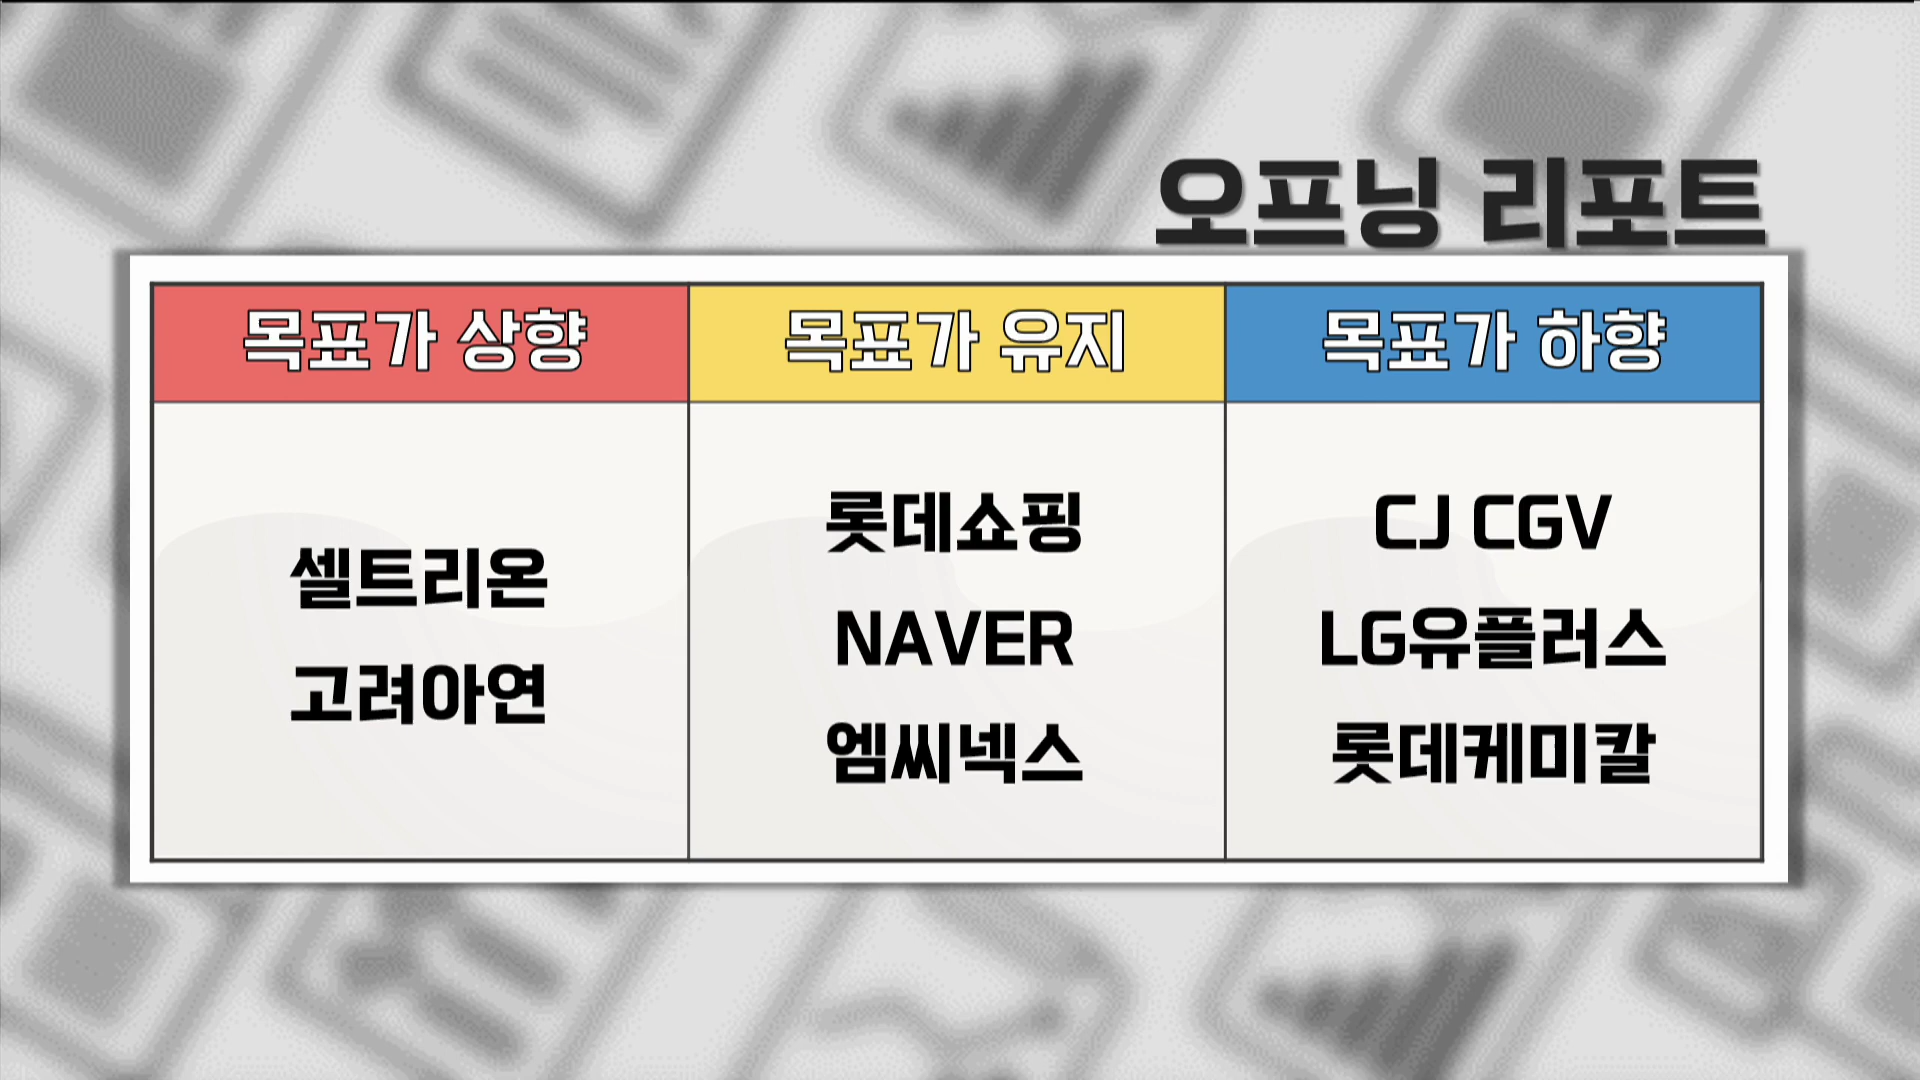 오프닝 리포트
목표가 상향
목표가 유지
목표가 하향
셀트리온
고려아연
롯데쇼핑
NAVER
엠씨넥스
CJ CGV
LG유플러스
롯데케미칼